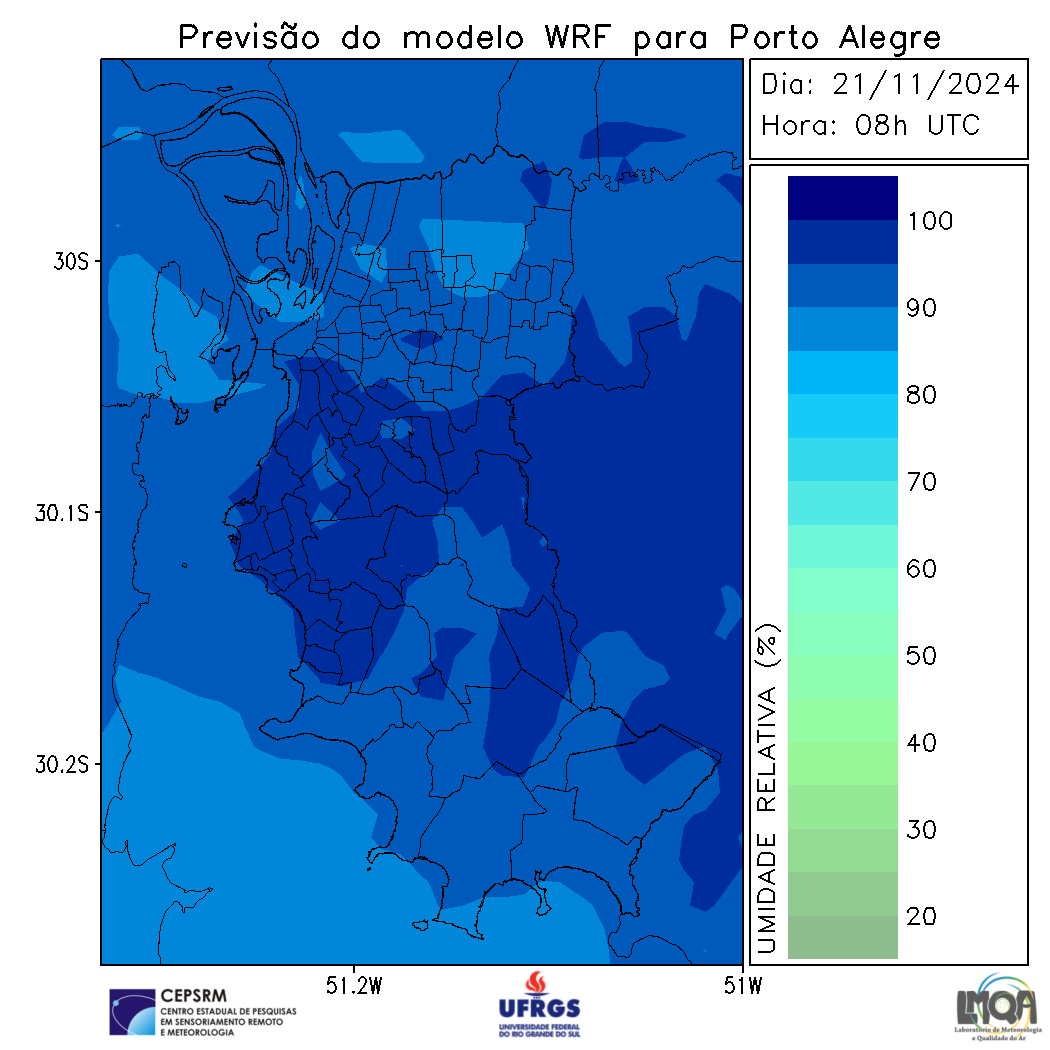 Previsão do modelo WRF para Porto Alegre
Dia: 21/11/2024
Hora: 08h UTC
30S
30.1S
30.2S
51.2W
51W
UMIDADE RELATIVA (%)
100
90
80
70
60
50
40
30
20
CEPSRM
CENTRO ESTADUAL DE PESQUISAS
EM SENSORIAMENTO REMOTO
E METEOROLOGIA
UFRGS
UNIVERSIDADE FEDERAL
DO RIO GRANDE DO SUL
LMQA
Laboratório de Meteorologia
e Qualidade do Ar